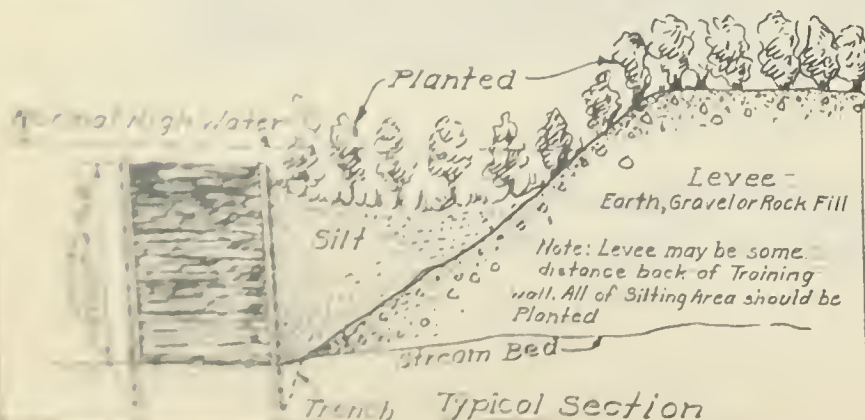 Planted
Normal High Water
Levee -
Earth, Gravel or Rock Fill
Silt
Note: Levee may be some
distance back of Training
wall. All of Silting Area should be
Planted
Stream Bed
Trench
Typical Section